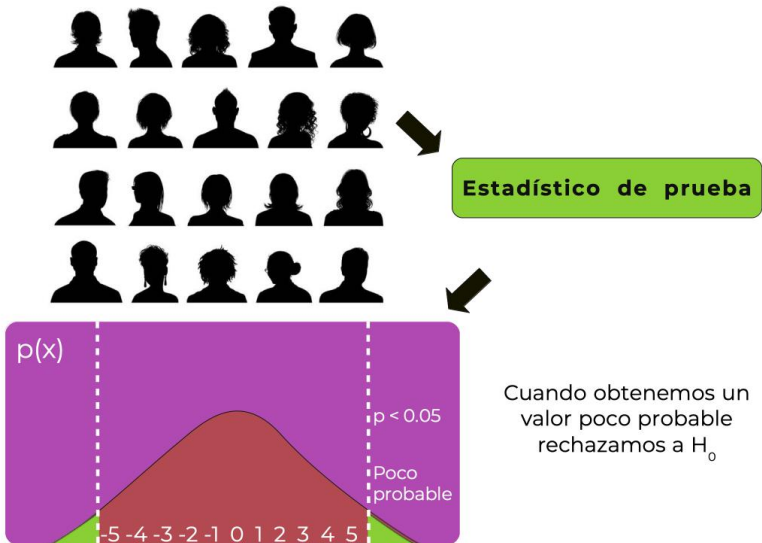 Estadístico de prueba
p(x)
p < 0.05
Poco
probable
-5 -4 -3 -2 -1 0 1 2 3 4 5
Cuando obtenemos un
valor poco probable
rechazamos a H₀